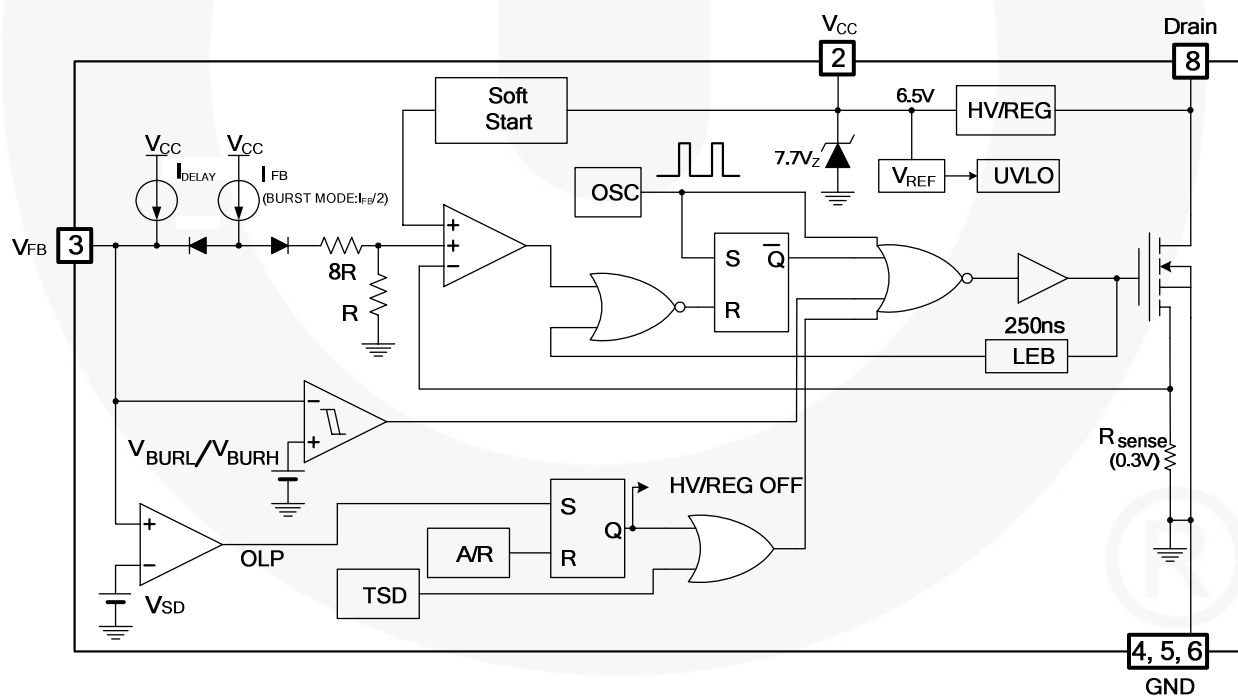 VCC
Drain
2
8
Soft
Start
6.5V
HV/REG
VCC
VCC
IDELAY
IFB
(BURST MODE:IFB/2)
7.7VZ
OSC
VREF
UVLO
VFB
3
+
+
−
8R
R
S
Q̅
R
250ns
LEB
−
+
VBURL/VBURH
Rsense
(0.3V)
HV/REG OFF
+
−
OLP
S
Q
R
A/R
TSD
VSD
®
4, 5, 6
GND